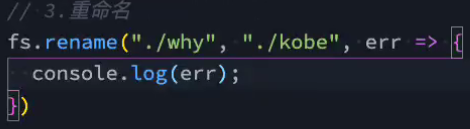 // 3.重命名
fs.rename("./why", "./kobe", err => {
  console.log(err);
})